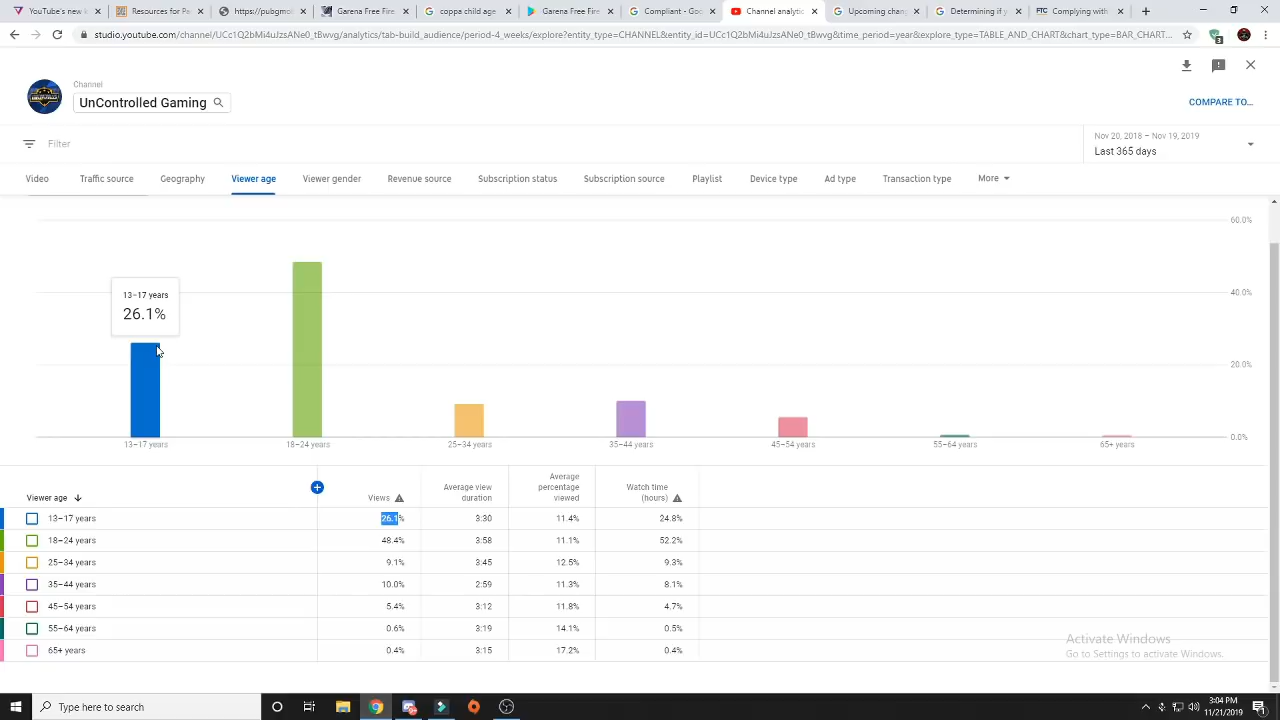 YouTube's new k
Resources for Pa
https://pubgmob
Garena Free Fire
coppa child age
Garena Free Fire
Compliant - Goo
Channel analytic
Upcoming chang
Determining if y
Complying with
studio.youtube.com/channel/UCc1Q2bMi4uJzsANe0_tBwvg/analytics/tab-build_audience/period-4_weeks/explore?entity_type=CHANNEL&entity_id=UCc1Q2bMi4uJzsANe0_tBwvg&time_period=year&explore_type=TABLE_AND_CHART&chart_type=BAR_CHART...
3
Channel
UnControlled Gaming
COMPARE TO...
Filter
Nov 20, 2018 – Nov 19, 2019
Last 365 days
Video Traffic source Geography Viewer age Viewer gender Revenue source Subscription status Subscription source Playlist Device type Ad type Transaction type More
60.0%
40.0%
20.0%
0.0%
13–17 years
26.1%
13–17 years 18–24 years 25–34 years 35–44 years 45–54 years 55–64 years 65+ years
Viewer age Views Average view duration Average percentage viewed Watch time (hours)
13–17 years 26.1% 3:30 11.4% 24.8%
18–24 years 48.4% 3:58 11.1% 52.2%
25–34 years 9.1% 3:45 12.5% 9.3%
35–44 years 10.0% 2:59 11.3% 8.1%
45–54 years 5.4% 3:12 11.8% 4.7%
55–64 years 0.6% 3:19 14.1% 0.5%
65+ years 0.4% 3:15 17.2% 0.4%
Activate Windows
Go to Settings to activate Windows.
Type here to search
3:04 PM
11/21/2019